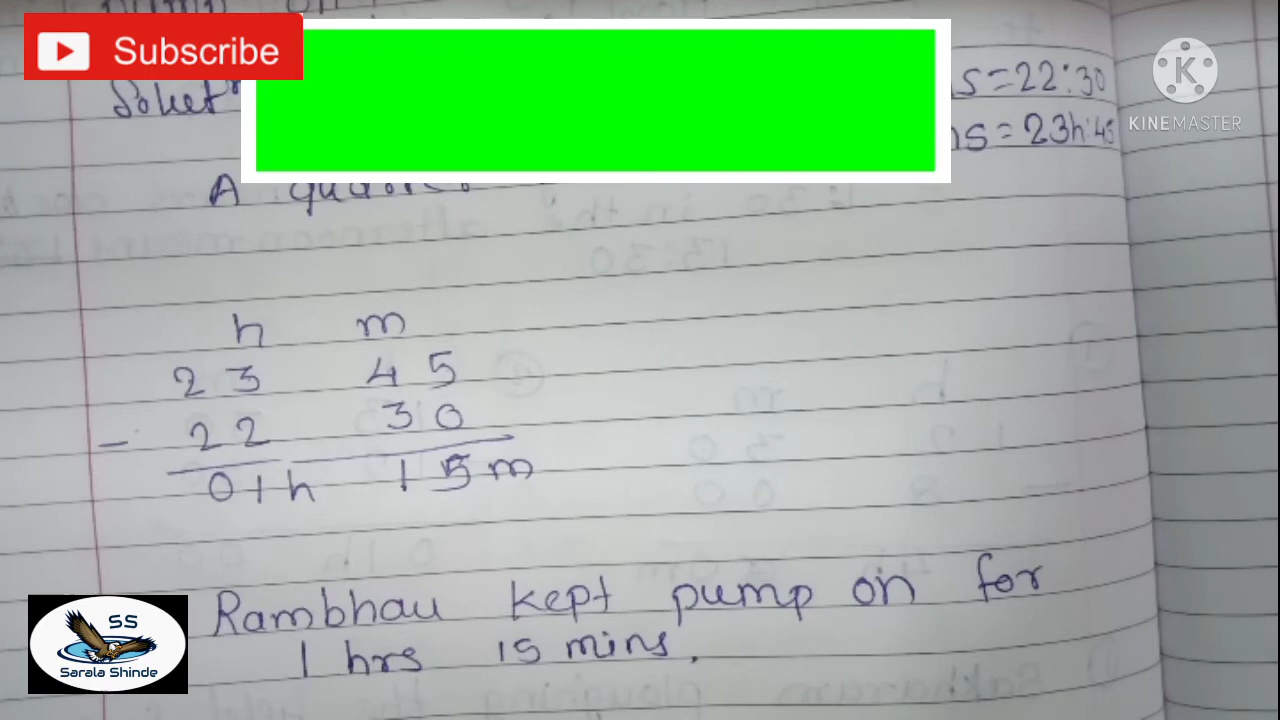 Subscribe
S=22:30
KINEMASTER
ns=23h:45
A
h m
23 45
- 22 30
01h 15m
Rambhau kept pump on for
1 hrs 15 mins.
SS
Sarala Shinde